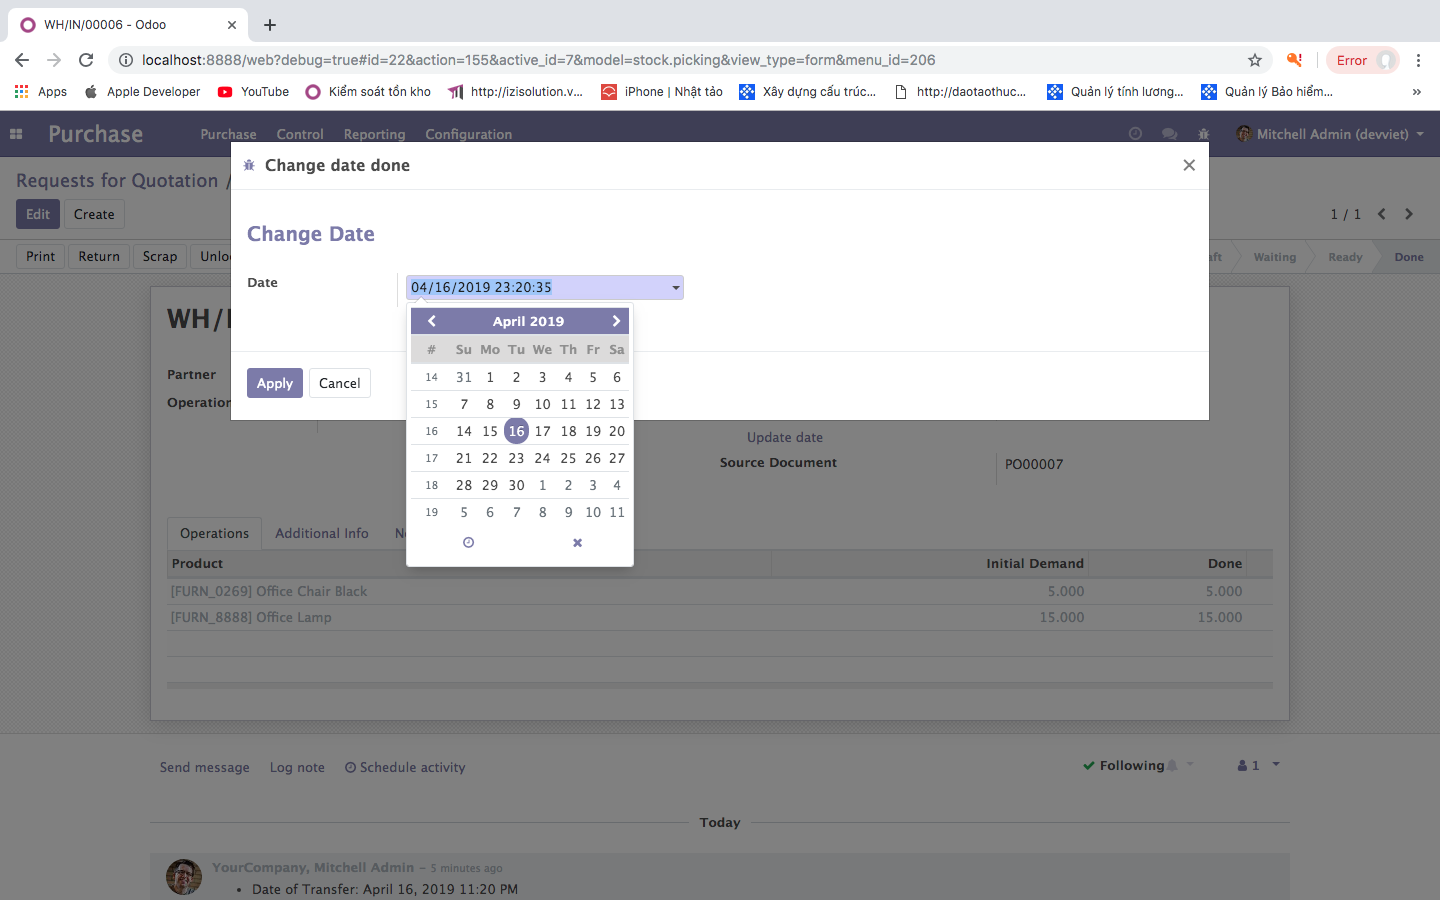 WH/IN/00006 - Odoo
localhost:8888/web?debug=true#id=22&action=155&active_id=7&model=stock.picking&view_type=form&menu_id=206
Error
Apps Apple Developer YouTube Kiểm soát tồn kho http://izisolution.v... iPhone | Nhật tảo Xây dựng cấu trúc... http://daotaothuc... Quản lý tính lương... Quản lý Bảo hiểm... »
Purchase Purchase Control Reporting Configuration Mitchell Admin (devviet)
Change date done
Requests for Quotation /
Edit Create
1 / 1
Change Date
Print Return Scrap Unlo
Waiting Ready Done
Date 04/16/2019 23:20:35
April 2019
# Su Mo Tu We Th Fr Sa
14 31 1 2 3 4 5 6
15 7 8 9 10 11 12 13
16 14 15 16 17 18 19 20
17 21 22 23 24 25 26 27
18 28 29 30 1 2 3 4
19 5 6 7 8 9 10 11
WH/
Partner
Operation
Apply Cancel
Update date
Source Document PO00007
Operations Additional Info N
Product Initial Demand Done
[FURN_0269] Office Chair Black 5.000 5.000
[FURN_8888] Office Lamp 15.000 15.000
Send message Log note Schedule activity
Following 1
Today
YourCompany, Mitchell Admin - 5 minutes ago
• Date of Transfer: April 16, 2019 11:20 PM